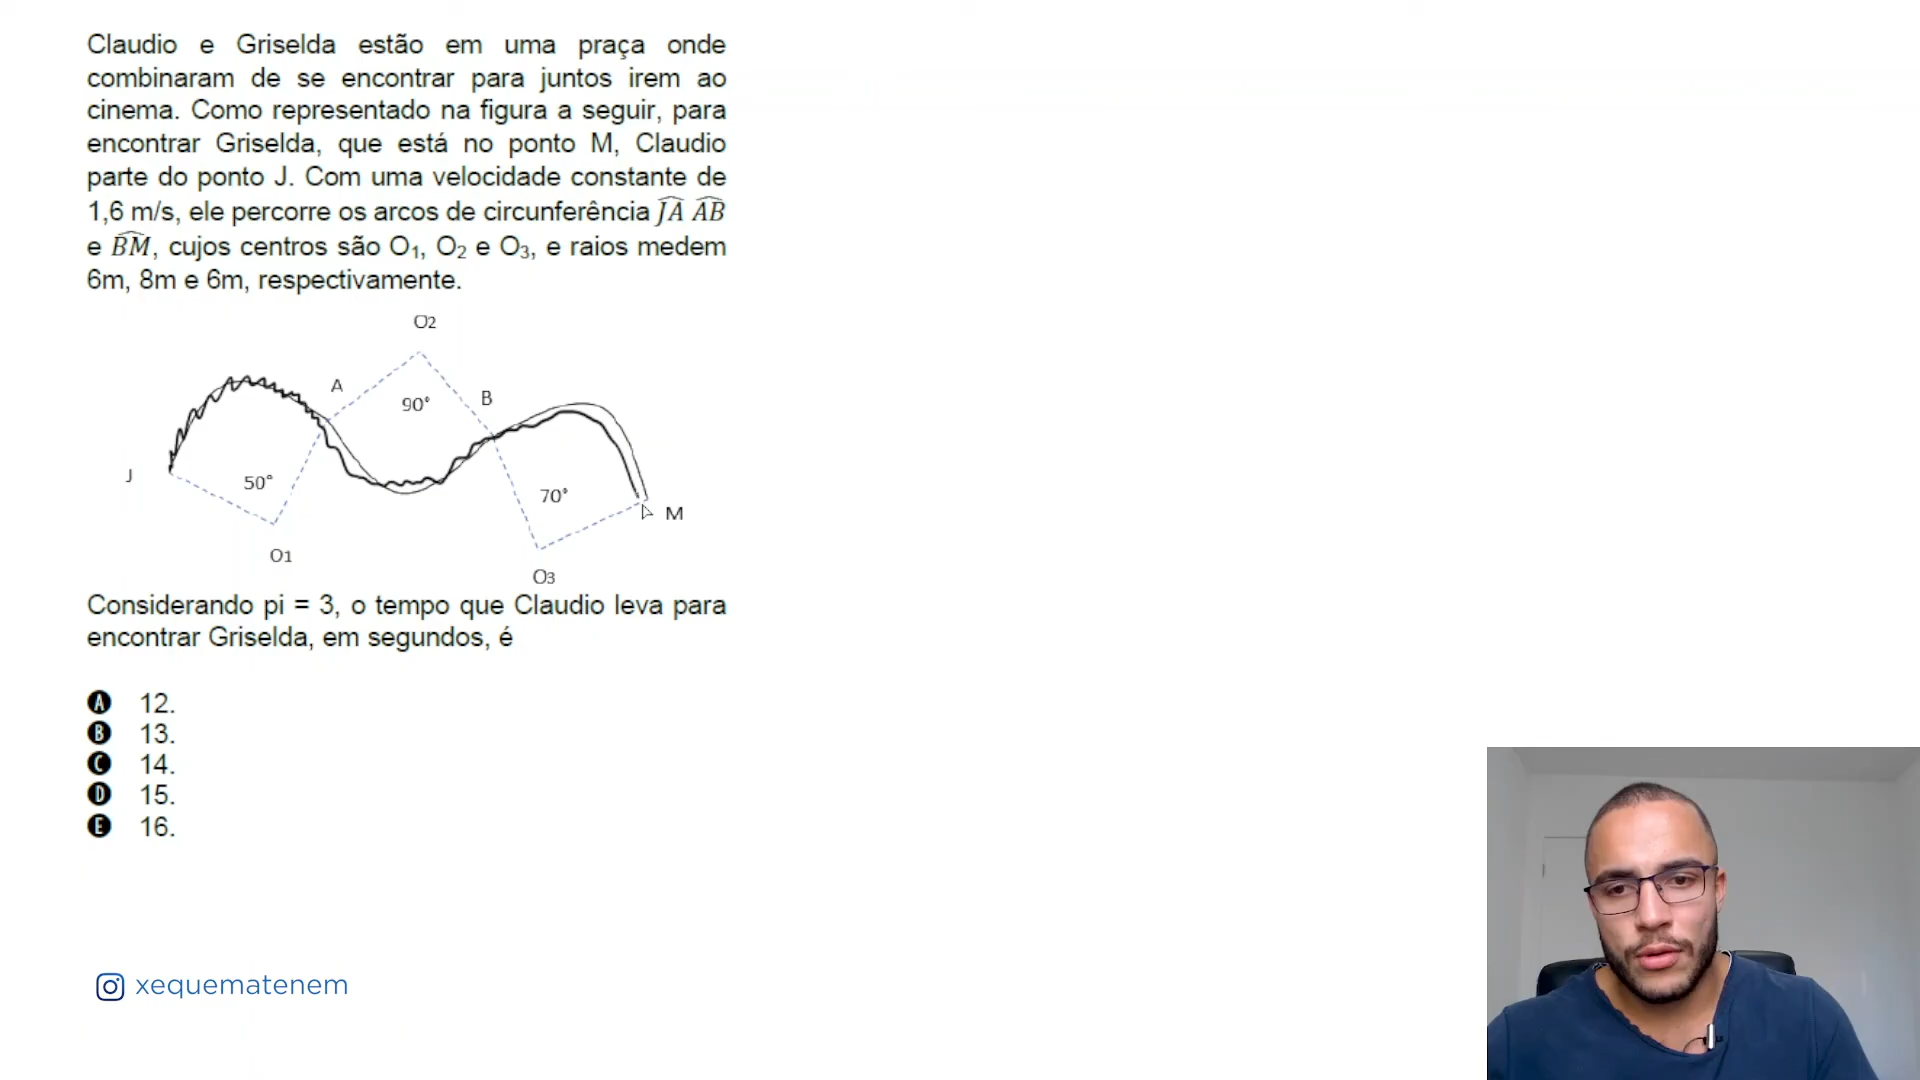 Claudio e Griselda estão em uma praça onde
combinaram de se encontrar para juntos irem ao
cinema. Como representado na figura a seguir, para
encontrar Griselda, que está no ponto M, Claudio
parte do ponto J. Com uma velocidade constante de
1,6 m/s, ele percorre os arcos de circunferência J͡A A͡B
e B͡M, cujos centros são O₁, O₂ e O₃, e raios medem
6m, 8m e 6m, respectivamente.
O2
A
90°
B
J
50°
70°
M
O1
O3
Considerando pi = 3, o tempo que Claudio leva para
encontrar Griselda, em segundos, é
A 12.
B 13.
C 14.
D 15.
E 16.
xequematenem